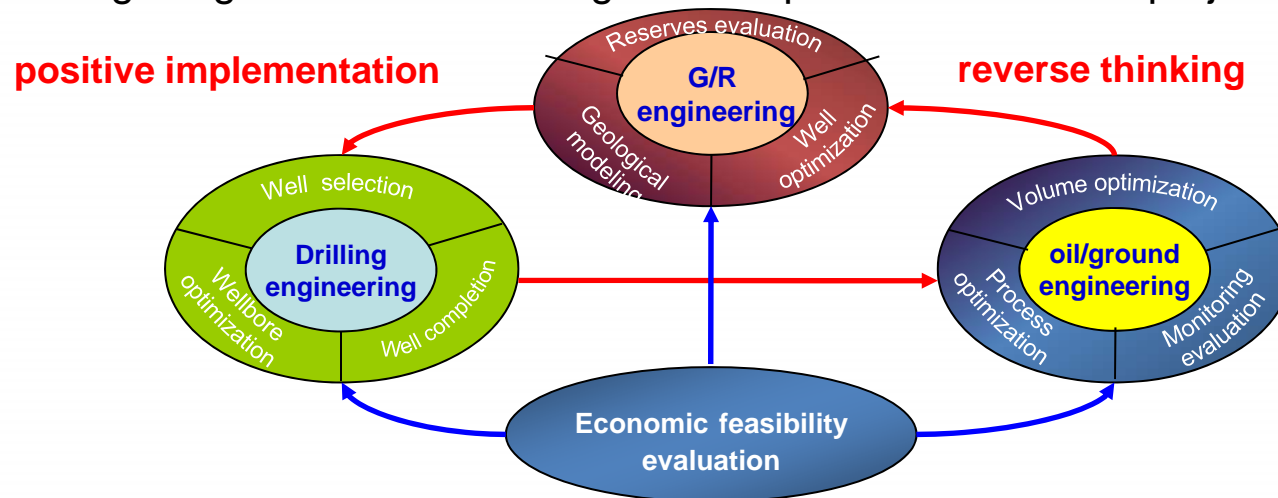 positive implementation
reverse thinking
Reserves evaluation
G/R
engineering
Geological
modeling
Well
optimization
Well selection
Drilling
engineering
Wellbore
optimization
Well completion
Volume optimization
oil/ground
engineering
Process
optimization
Monitoring
evaluation
Economic feasibility
evaluation